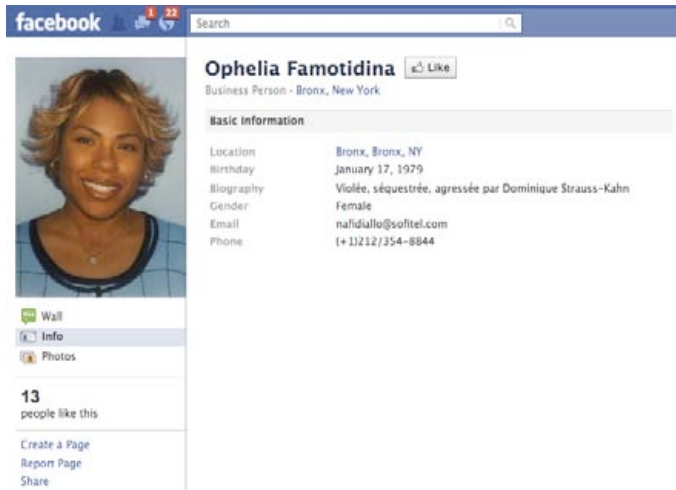 facebook 1 22 Search
Ophelia Famotidina Like
Business Person · Bronx, New York
Basic Information
Location Bronx, Bronx, NY
Birthday January 17, 1979
Biography Violée, séquestrée, agressée par Dominique Strauss-Kahn
Gender Female
Email nafidiallo@sofitel.com
Phone (+1)212/354-8844
Wall
Info
Photos
13
people like this
Create a Page
Report Page
Share